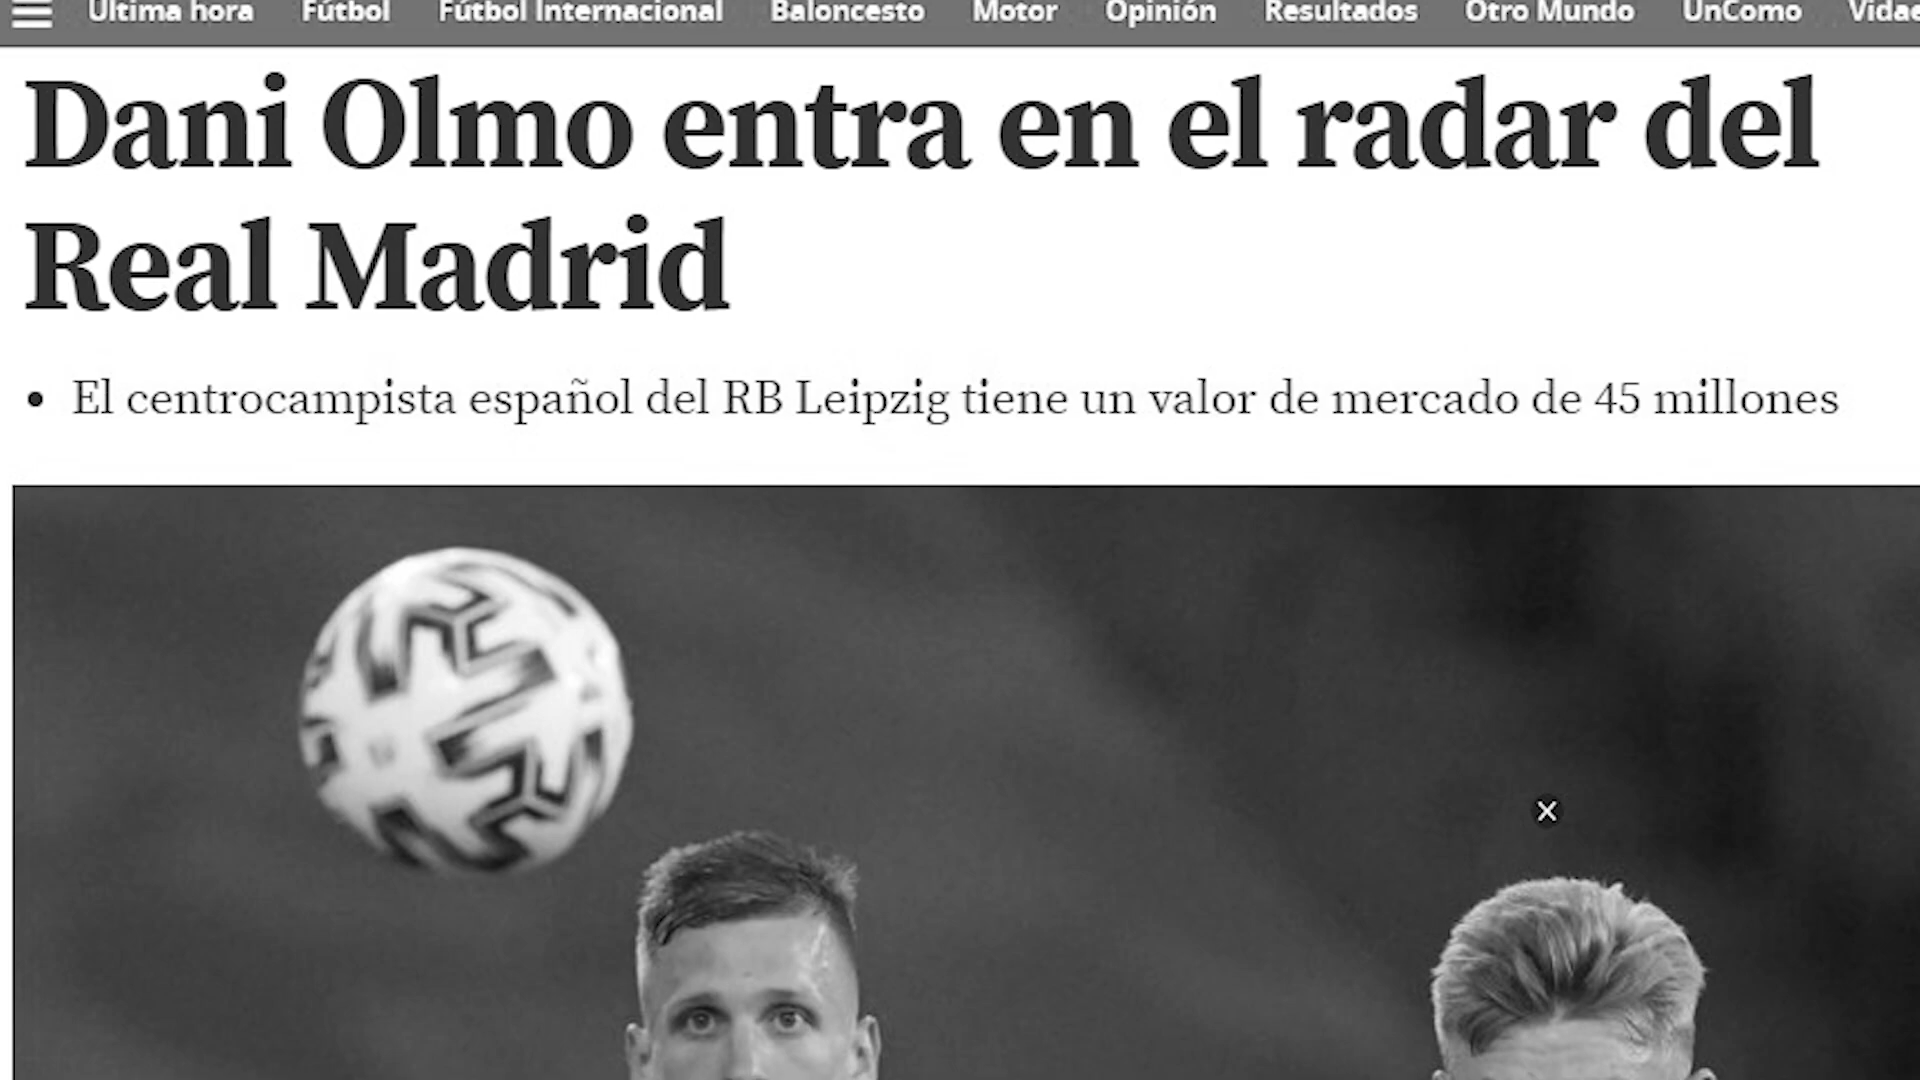 Última hora Fútbol Fútbol Internacional Baloncesto Motor Opinión Resultados Otro Mundo UnComo
Dani Olmo entra en el radar del
Real Madrid
• El centrocampista español del RB Leipzig tiene un valor de mercado de 45 millones